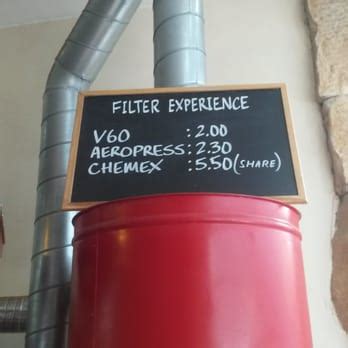 FILTER EXPERIENCE
V60 : 2.00
AEROPRESS : 2.30
CHEMEX : 5.50 (SHARE)